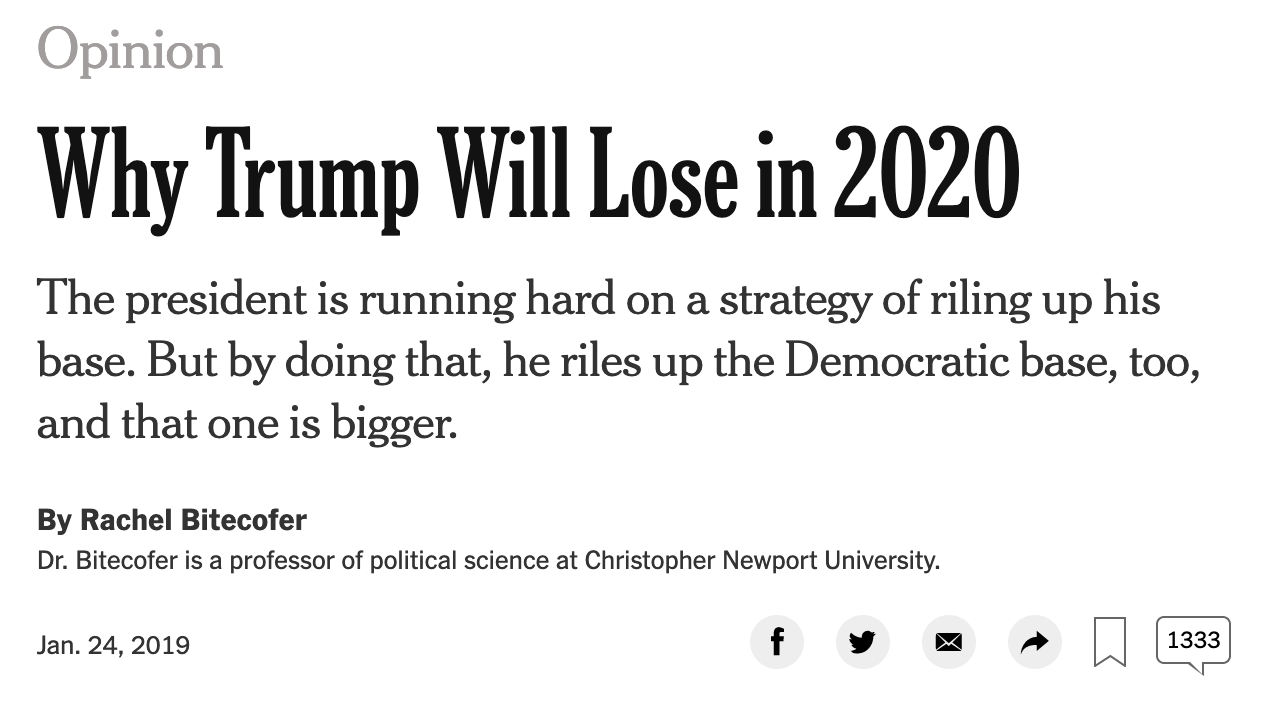 Opinion
Why Trump Will Lose in 2020
The president is running hard on a strategy of riling up his
base. But by doing that, he riles up the Democratic base, too,
and that one is bigger.
By Rachel Bitecofer
Dr. Bitecofer is a professor of political science at Christopher Newport University.
Jan. 24, 2019
1333